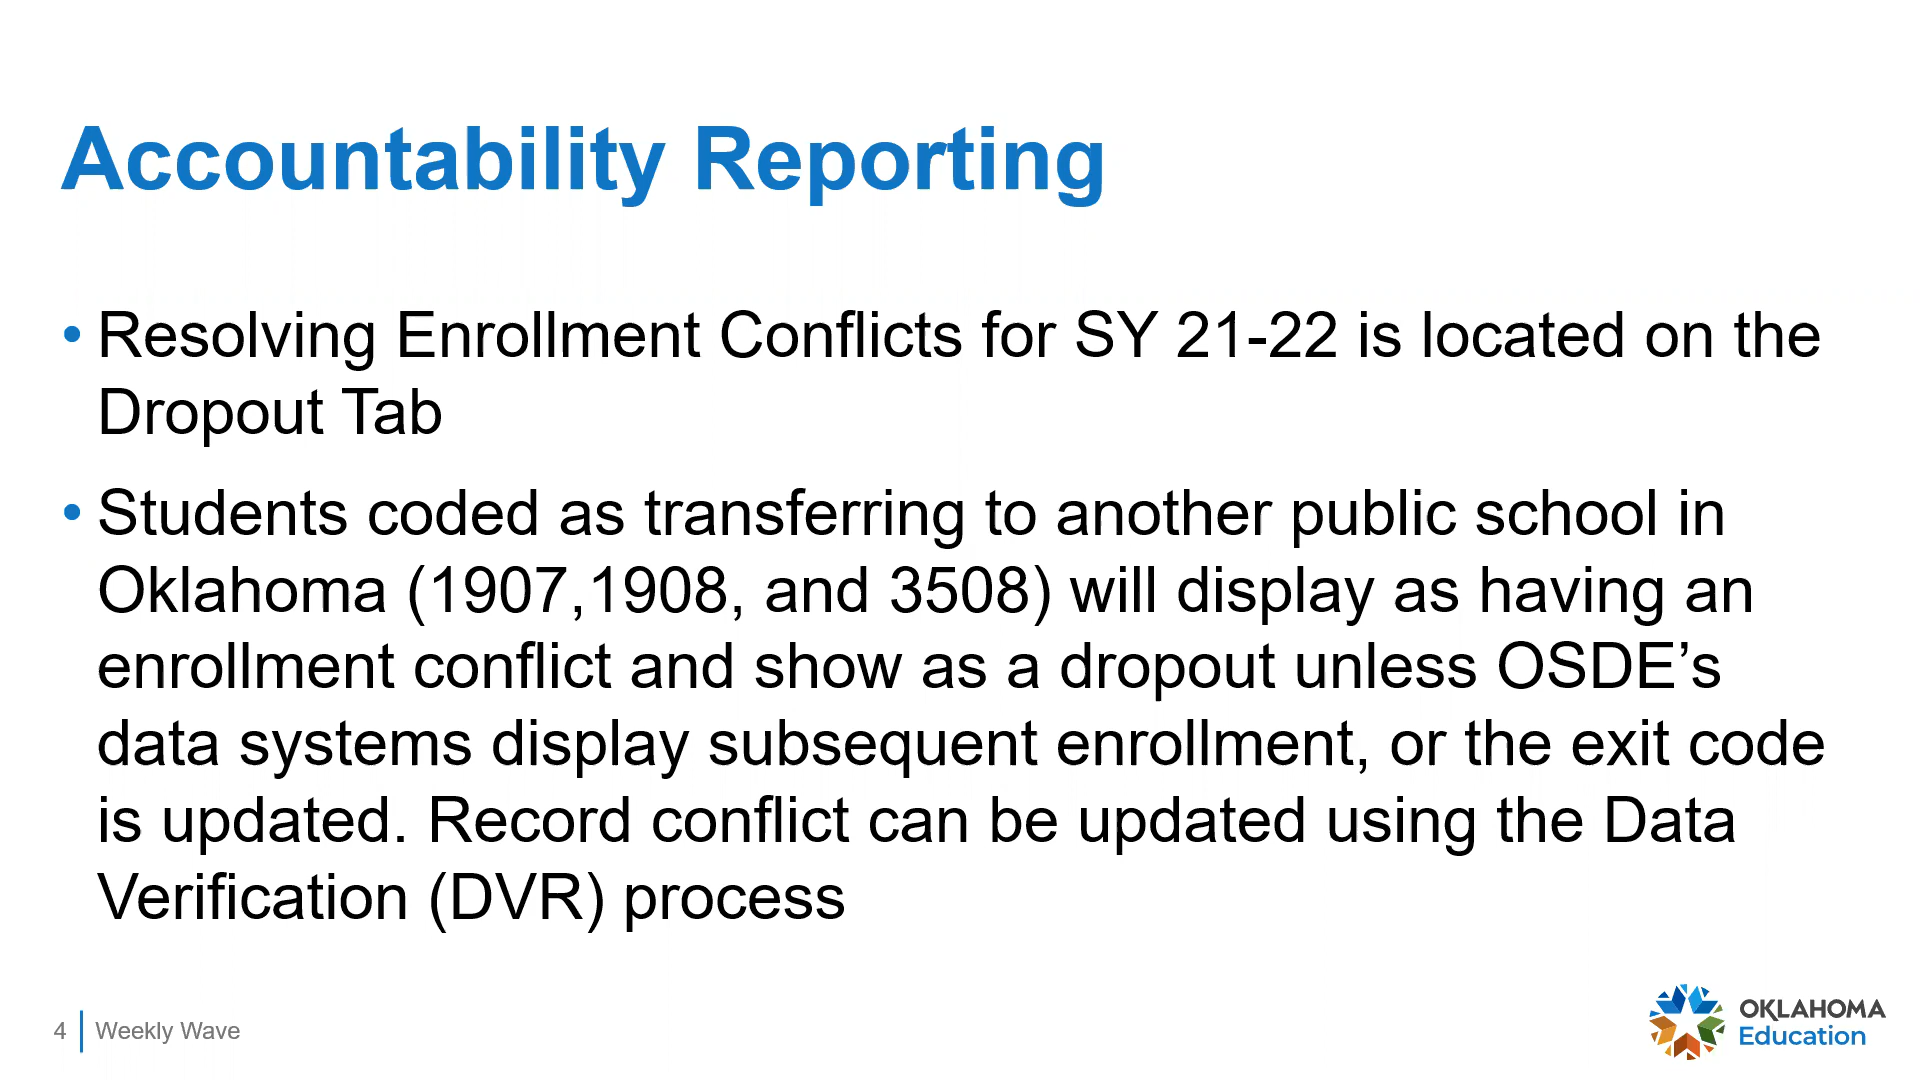 Accountability Reporting
• Resolving Enrollment Conflicts for SY 21-22 is located on the
Dropout Tab
• Students coded as transferring to another public school in
Oklahoma (1907,1908, and 3508) will display as having an
enrollment conflict and show as a dropout unless OSDE’s
data systems display subsequent enrollment, or the exit code
is updated. Record conflict can be updated using the Data
Verification (DVR) process
4 Weekly Wave
OKLAHOMA
Education